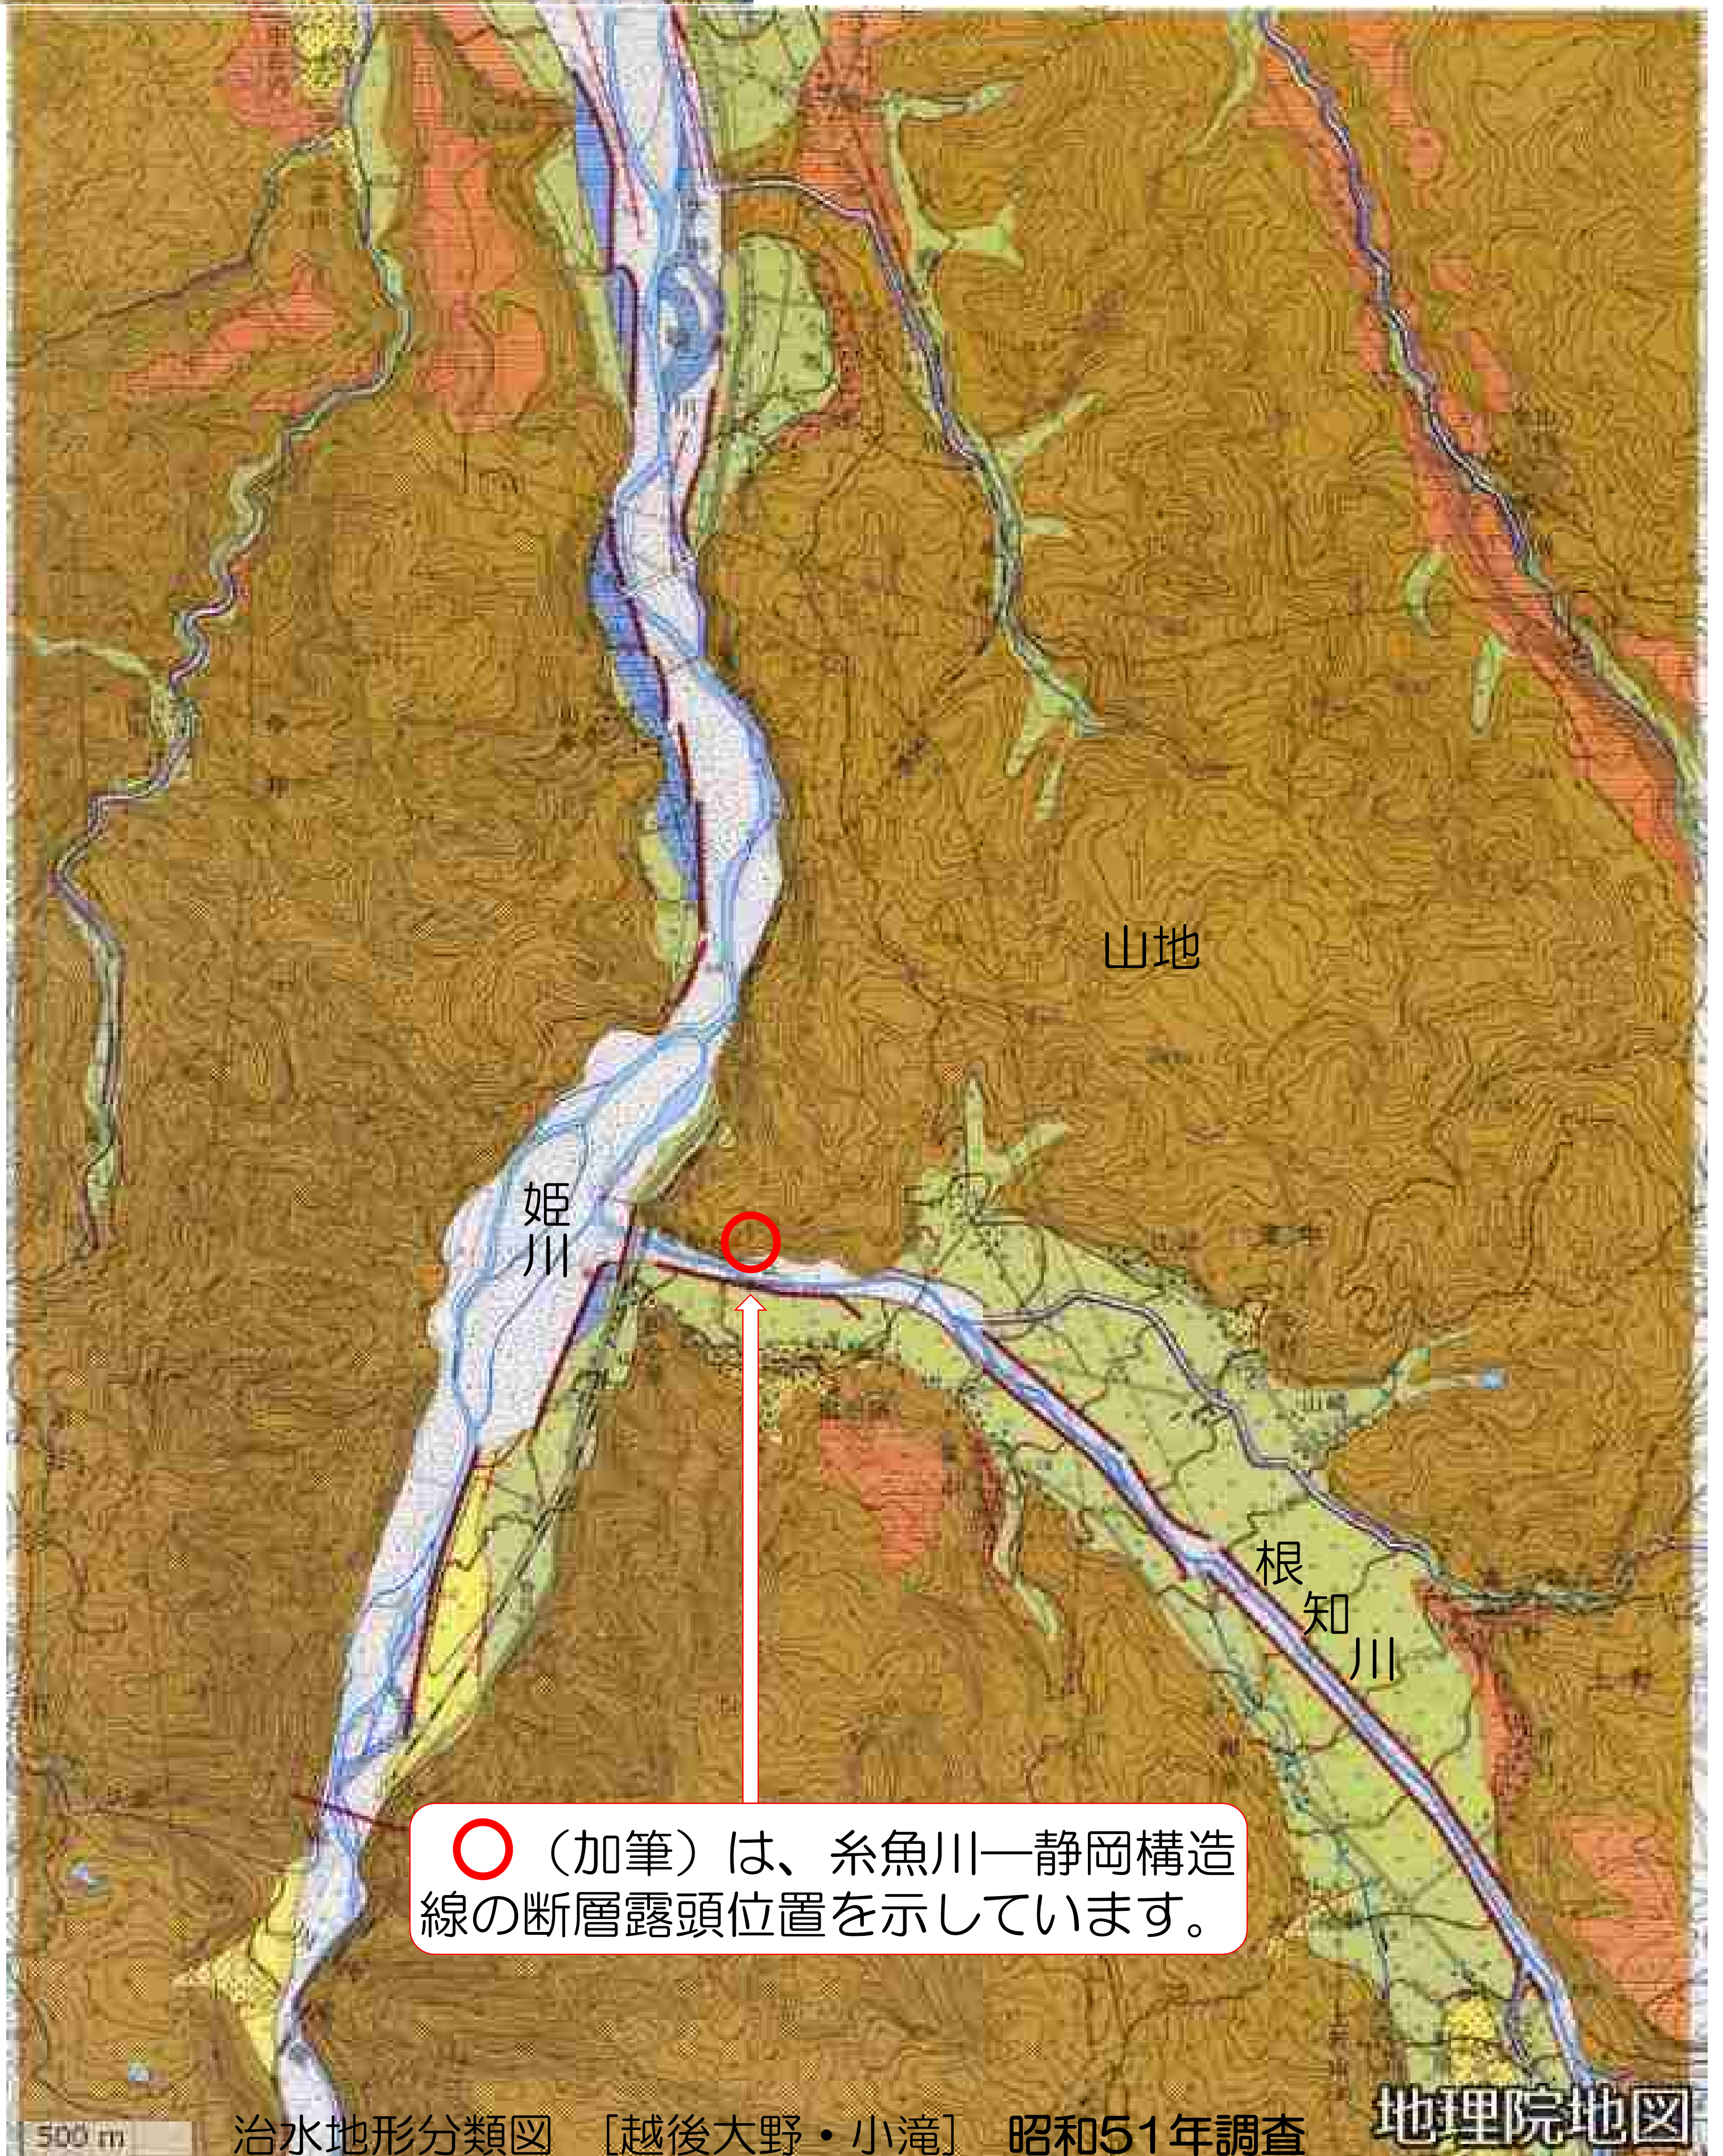 山地
姫川
根知川
〇（加筆）は、糸魚川―静岡構造
線の断層露頭位置を示しています。
山崎
500 m
治水地形分類図　［越後大野・小滝］　昭和51年調査
地理院地図